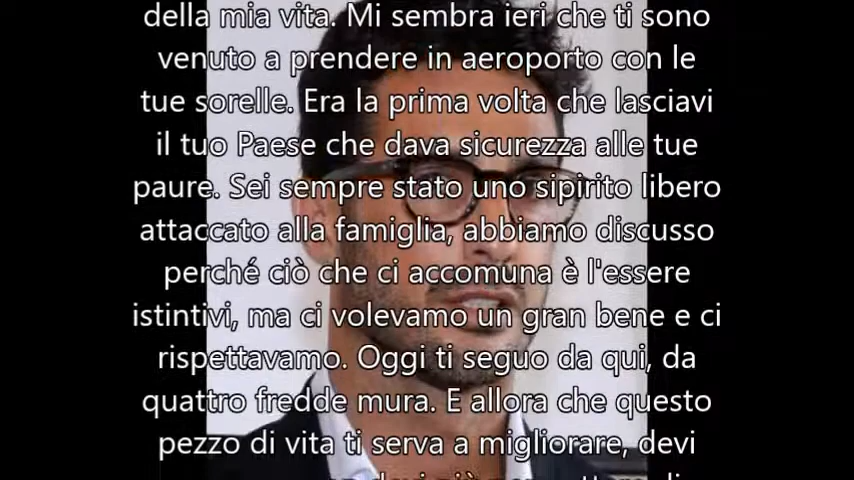 della mia vita. Mi sembra ieri che ti sono
venuto a prendere in aeroporto con le
tue sorelle. Era la prima volta che lasciavi
il tuo Paese che dava sicurezza alle tue
paure. Sei sempre stato uno sipirito libero
attaccato alla famiglia, abbiamo discusso
perché ciò che ci accomuna è l'essere
istintivi, ma ci volevamo un gran bene e ci
rispettavamo. Oggi ti seguo da qui, da
quattro fredde mura. E allora che questo
pezzo di vita ti serva a migliorare, devi